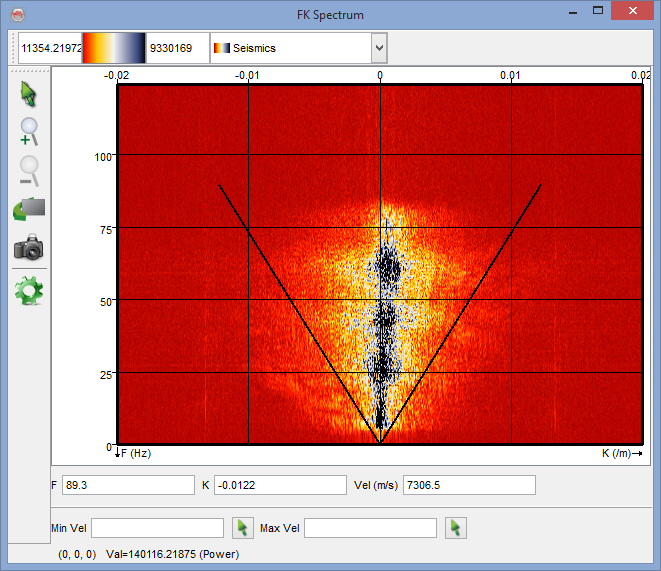 FK Spectrum
11354.21972 9330169 Seismics
-0.02 -0.01 0 0.01 0.02
100
75
50
25
0
F (Hz) K (/m)
F 89.3 K -0.0122 Vel (m/s) 7306.5
Min Vel Max Vel
(0, 0, 0) Val=140116.21875 (Power)